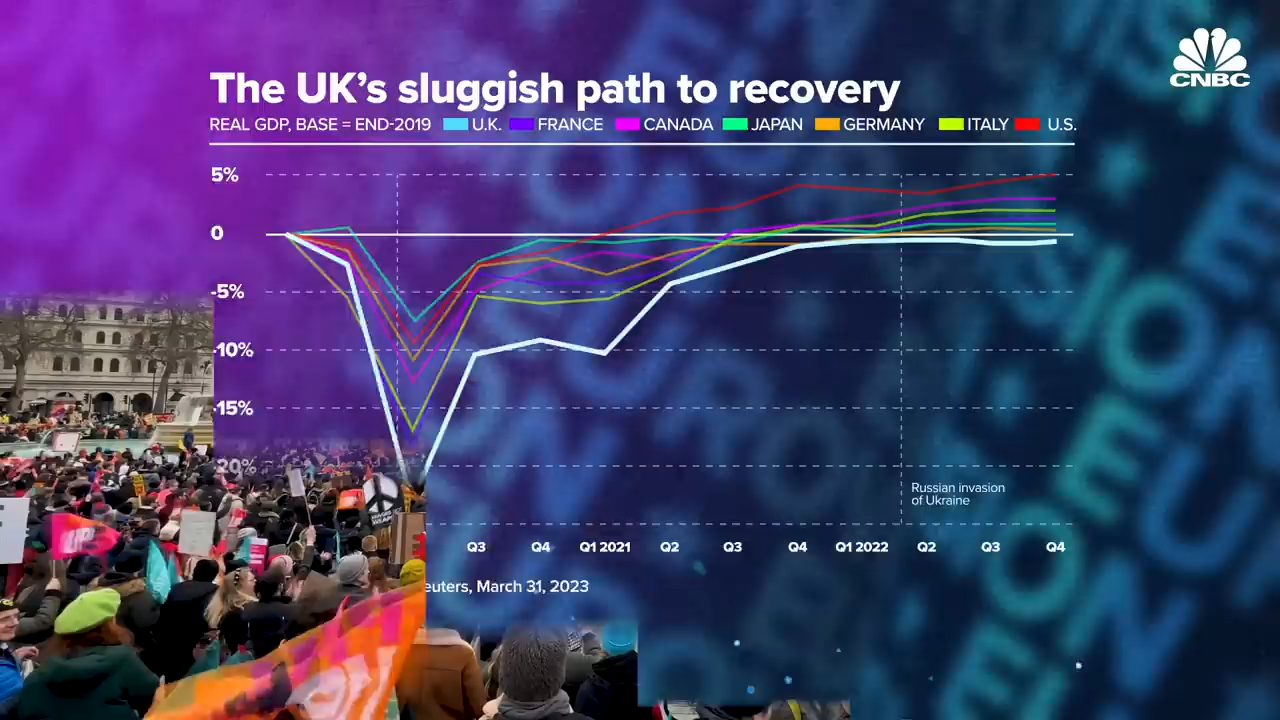 CNBC
The UK's sluggish path to recovery
REAL GDP, BASE = END-2019 U.K. FRANCE CANADA JAPAN GERMANY ITALY U.S.
5%
0
-5%
-10%
-15%
-20%
Russian invasion
of Ukraine
Q3 Q4 Q1 2021 Q2 Q3 Q4 Q1 2022 Q2 Q3 Q4
euters, March 31, 2023